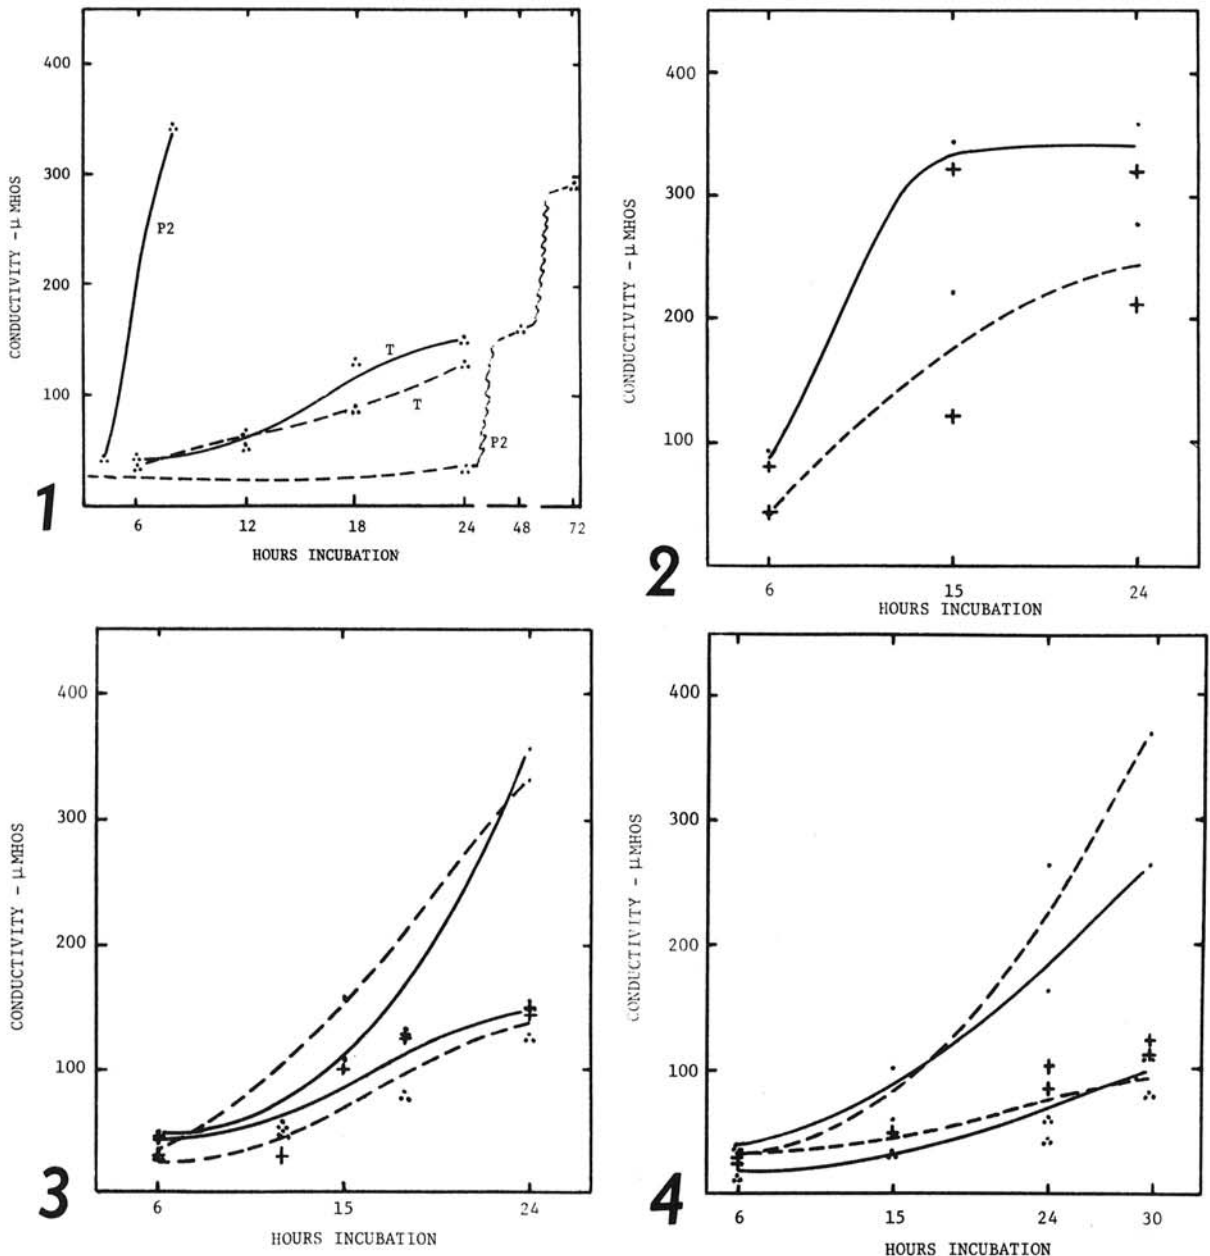 400
300
200
100
CONDUCTIVITY - µ MHOS
P2
T
T
P2
6 12 18 24 48 72
HOURS INCUBATION
1
400
300
200
100
CONDUCTIVITY - µ MHOS
6 15 24
HOURS INCUBATION
2
400
300
200
100
CONDUCTIVITY - µ MHOS
6 15 24
HOURS INCUBATION
3
400
300
200
100
CONDUCTIVITY - µ MHOS
6 15 24 30
HOURS INCUBATION
4